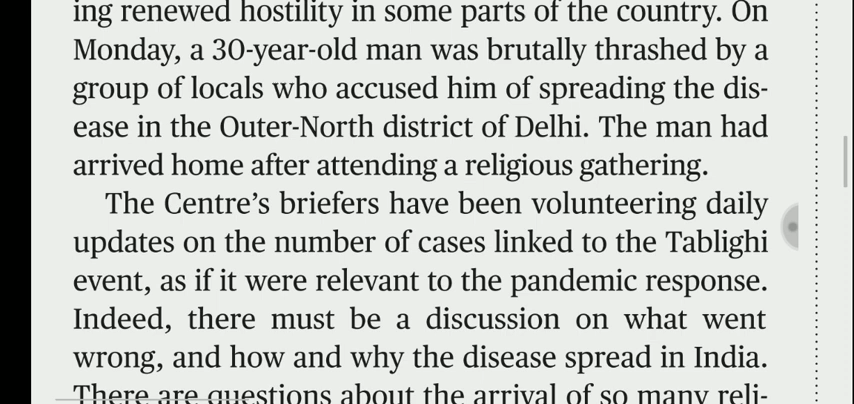 ing renewed hostility in some parts of the country. On
Monday, a 30-year-old man was brutally thrashed by a
group of locals who accused him of spreading the dis-
ease in the Outer-North district of Delhi. The man had
arrived home after attending a religious gathering.
The Centre’s briefers have been volunteering daily
updates on the number of cases linked to the Tablighi
event, as if it were relevant to the pandemic response.
Indeed, there must be a discussion on what went
wrong, and how and why the disease spread in India.
There are questions about the arrival of so many reli-